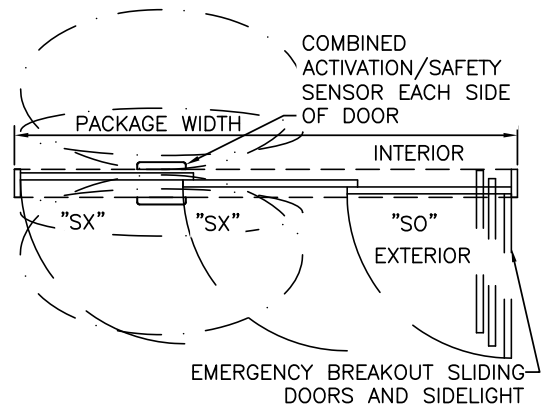 COMBINED
ACTIVATION/SAFETY
SENSOR EACH SIDE
OF DOOR
PACKAGE WIDTH
INTERIOR
"SX"
"SX"
"SO"
EXTERIOR
EMERGENCY BREAKOUT SLIDING
DOORS AND SIDELIGHT